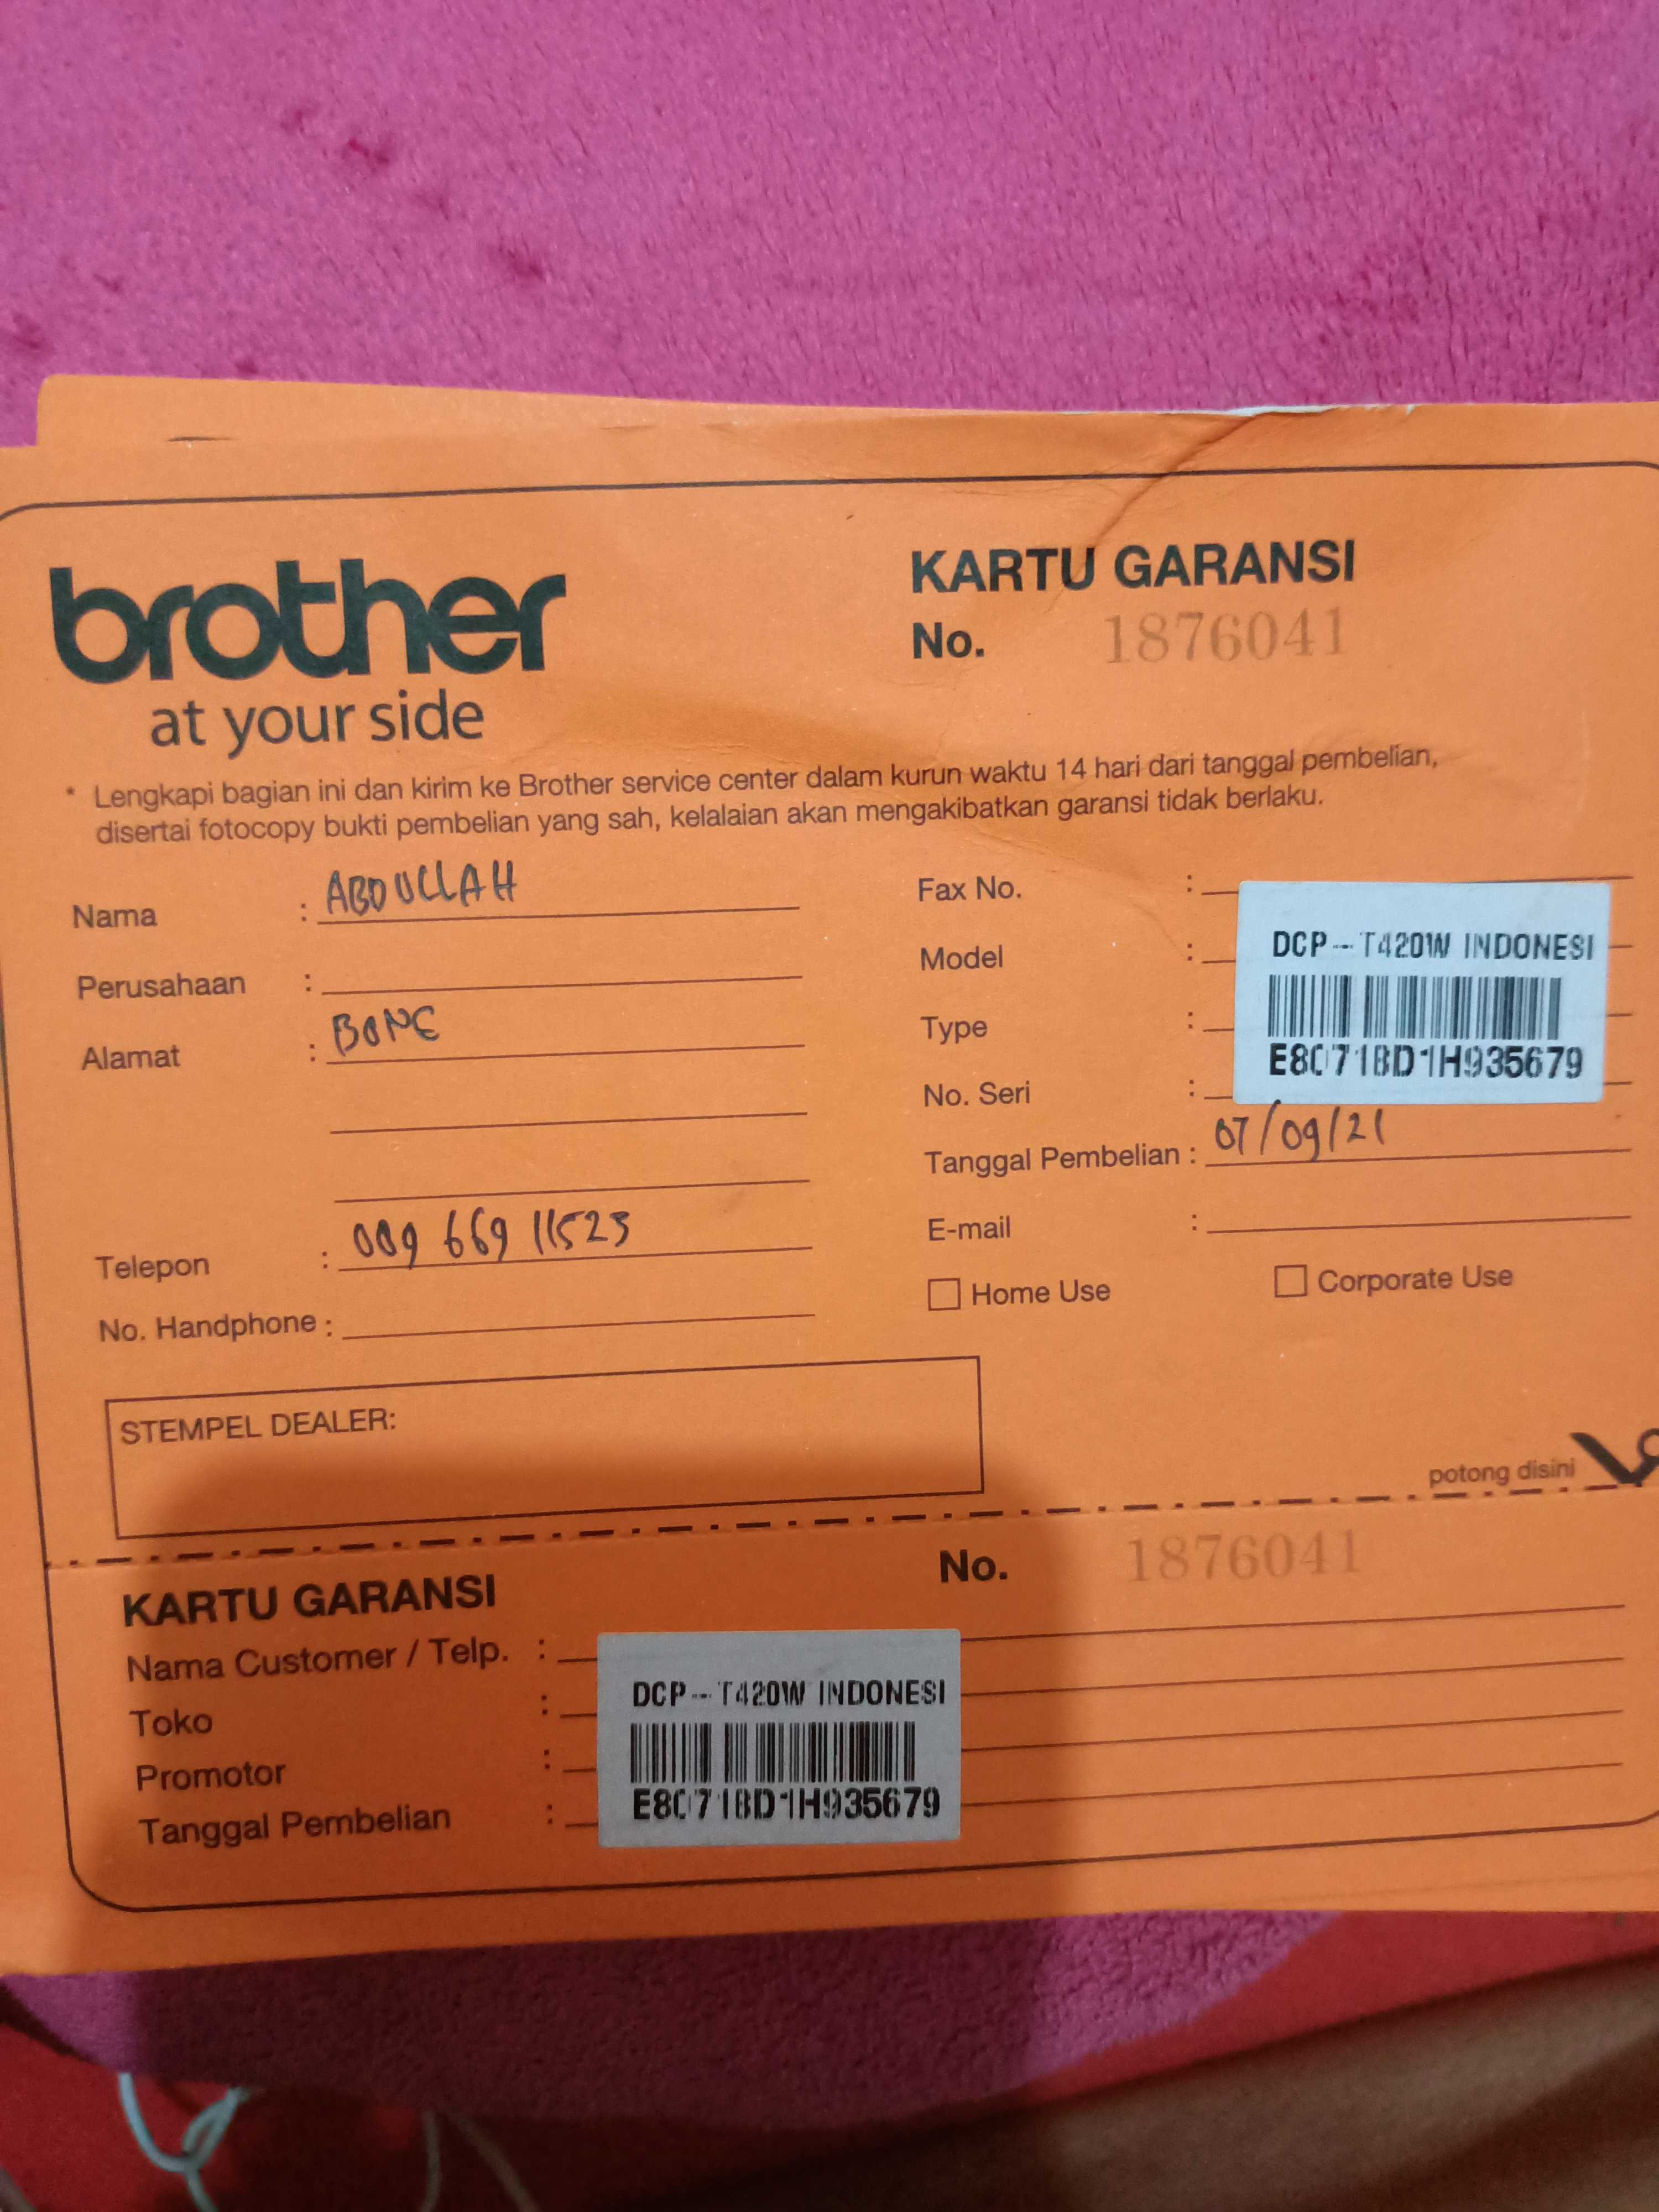 brother
at your side
KARTU GARANSI
No. 1876041
* Lengkapi bagian ini dan kirim ke Brother service center dalam kurun waktu 14 hari dari tanggal pembelian,
disertai fotocopy bukti pembelian yang sah, kelalaian akan mengakibatkan garansi tidak berlaku.
Nama : ABDULLAH
Perusahaan :
Alamat : BONE
Telepon : 089 669 11523
No. Handphone :
Fax No. :
Model :
Type :
No. Seri :
DCP-T420W INDONESI
E80718D1H935679
Tanggal Pembelian : 07/09/21
E-mail :
Home Use
Corporate Use
STEMPEL DEALER:
potong disini
KARTU GARANSI
No. 1876041
Nama Customer / Telp. :
Toko :
Promotor :
Tanggal Pembelian :
DCP-T420W INDONESI
E80718D1H935679